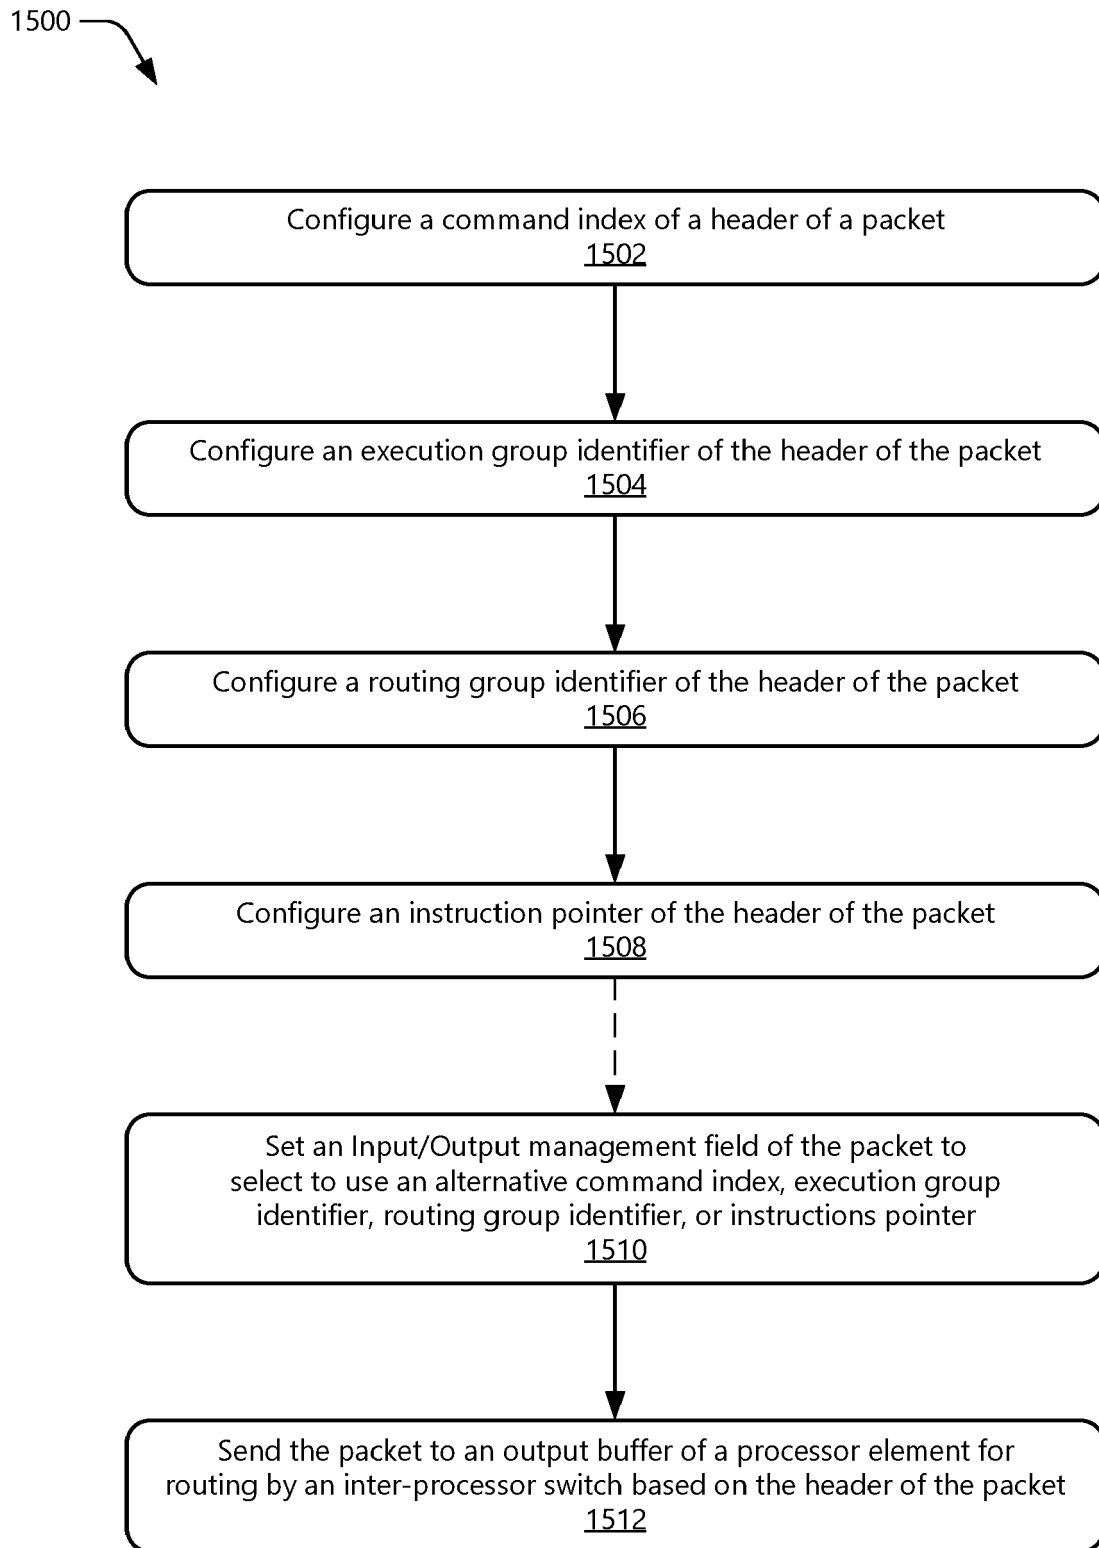 1500
Configure a command index of a header of a packet
1502
Configure an execution group identifier of the header of the packet
1504
Configure a routing group identifier of the header of the packet
1506
Configure an instruction pointer of the header of the packet
1508
Set an Input/Output management field of the packet to
select to use an alternative command index, execution group
identifier, routing group identifier, or instructions pointer
1510
Send the packet to an output buffer of a processor element for
routing by an inter-processor switch based on the header of the packet
1512